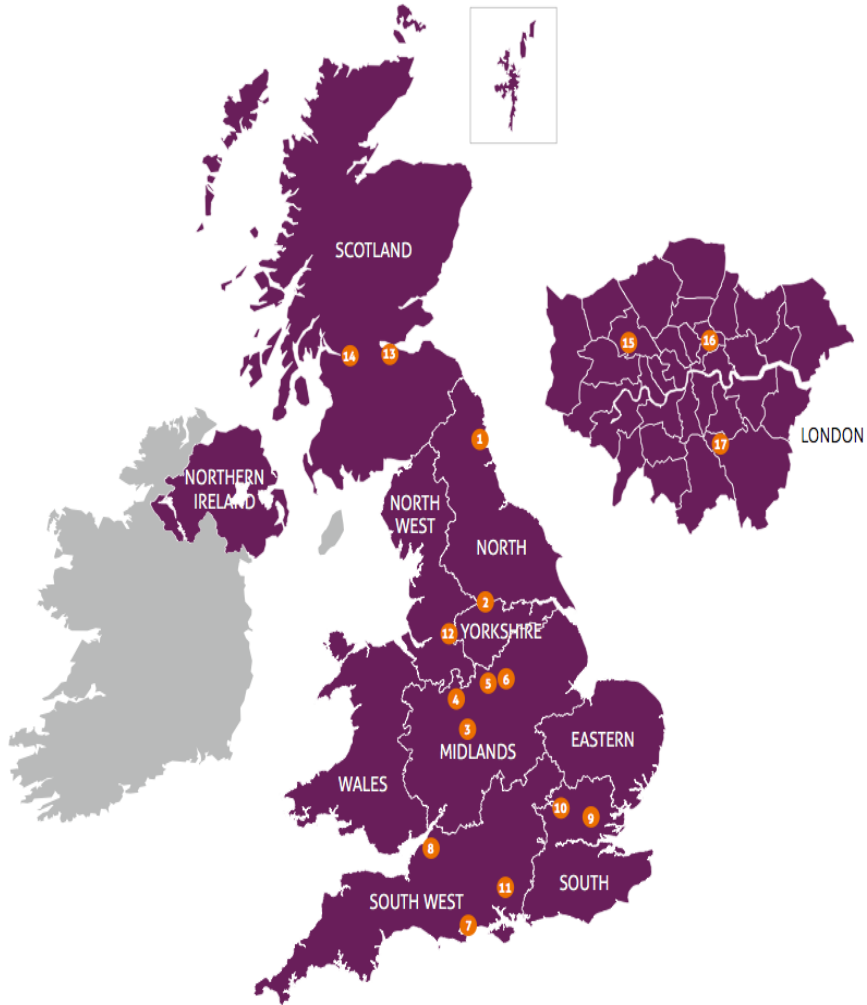 SCOTLAND
15
16
14
13
17
LONDON
1
NORTHERN
IRELAND
NORTH
WEST
NORTH
2
12
YORKSHIRE
5
6
4
3
MIDLANDS
EASTERN
WALES
10
9
8
11
SOUTH
SOUTH WEST
7